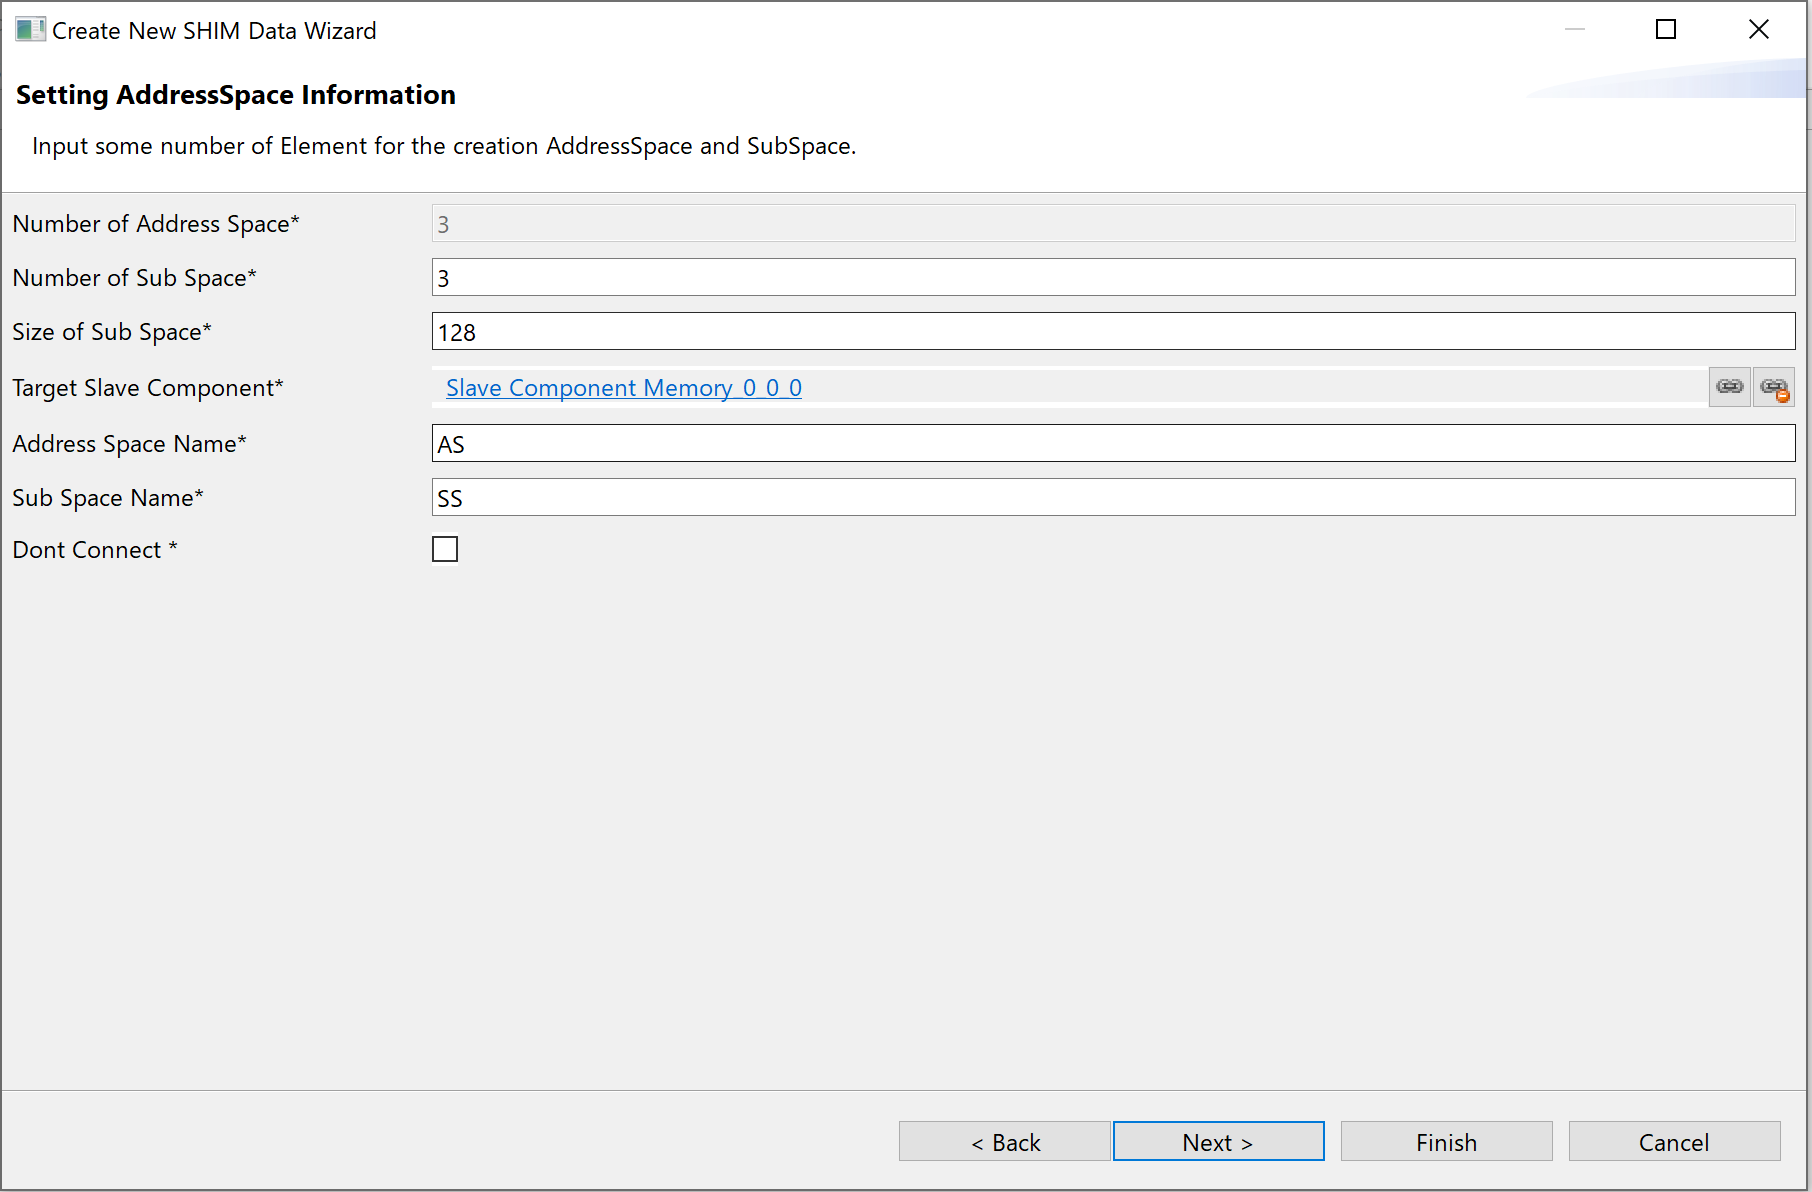 Create New SHIM Data Wizard
Setting AddressSpace Information
Input some number of Element for the creation AddressSpace and SubSpace.
Number of Address Space* 3
Number of Sub Space* 3
Size of Sub Space* 128
Target Slave Component* Slave Component Memory_0_0_0
Address Space Name* AS
Sub Space Name* SS
Dont Connect *
< Back Next > Finish Cancel